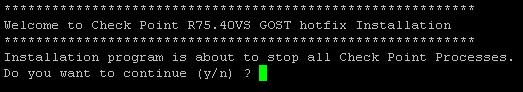 ************************************************************
Welcome to Check Point R75.40VS GOST hotfix Installation
************************************************************
Installation program is about to stop all Check Point Processes.
Do you want to continue (y/n) ?